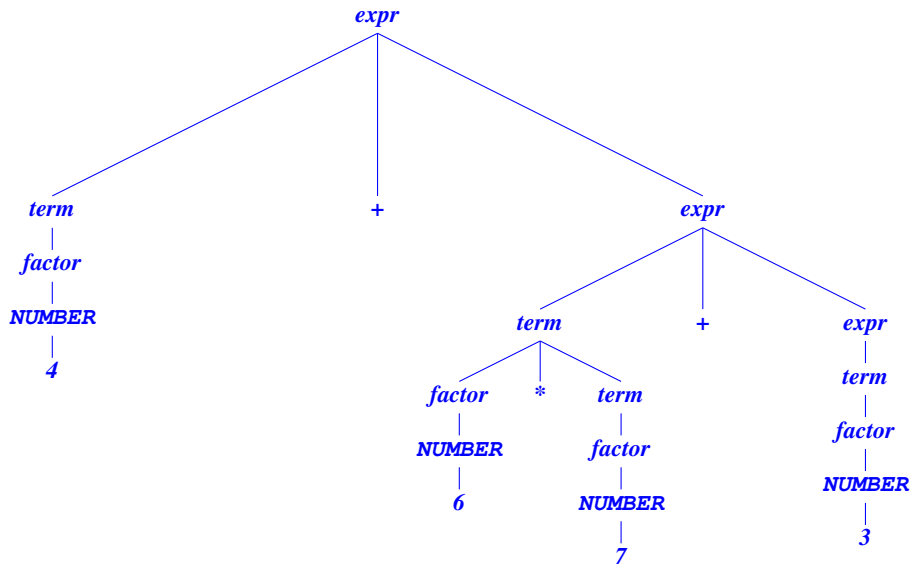 expr
term + expr
factor
NUMBER term + expr
4
factor * term term
NUMBER factor factor
6 NUMBER NUMBER
7 3